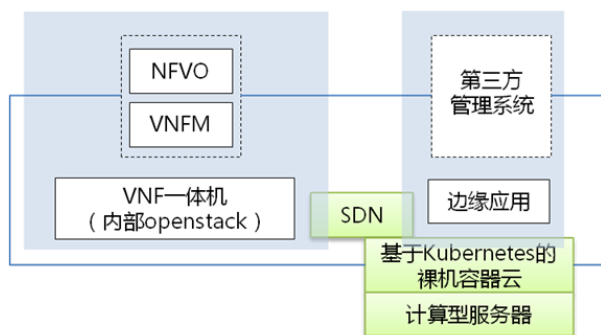 NFVO
VNFM
VNF一体机
（内部openstack）
第三方
管理系统
边缘应用
SDN
基于Kubernetes的
裸机容器云
计算型服务器